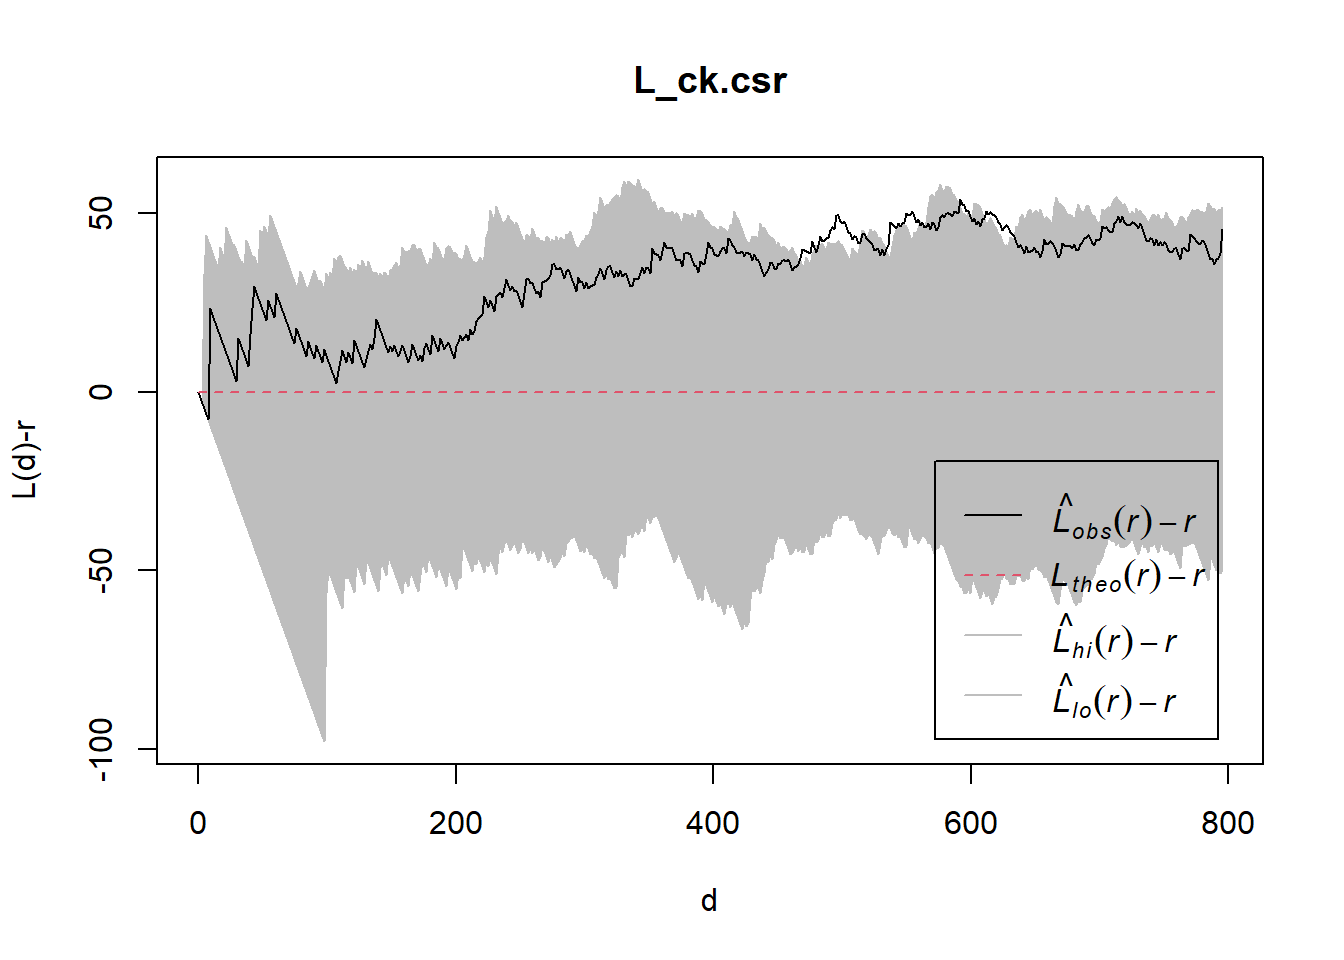 L_ck.csr
L(d)-r
50
0
-50
-100
L̂obs(r) − r
Ltheo(r) − r
L̂hi(r) − r
L̂lo(r) − r
0 200 400 600 800
d